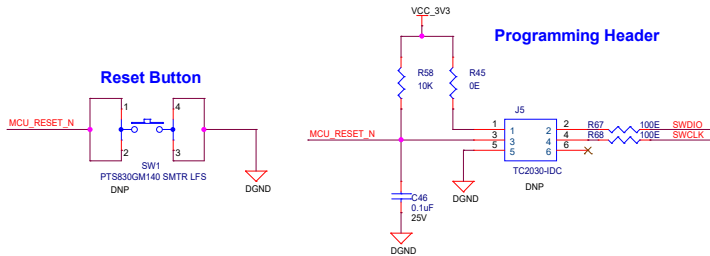 VCC_3V3
Programming Header
Reset Button
R58
10K
R45
0E
J5
MCU_RESET_N
1
4
2
3
SW1
PTS830GM140 SMTR LFS
DNP
DGND
MCU_RESET_N
1
3
5
1
3
5
2
4
6
2
4
6
R67
100E
SWDIO
R68
100E
SWCLK
TC2030-IDC
DNP
DGND
C46
0.1uF
25V
DGND